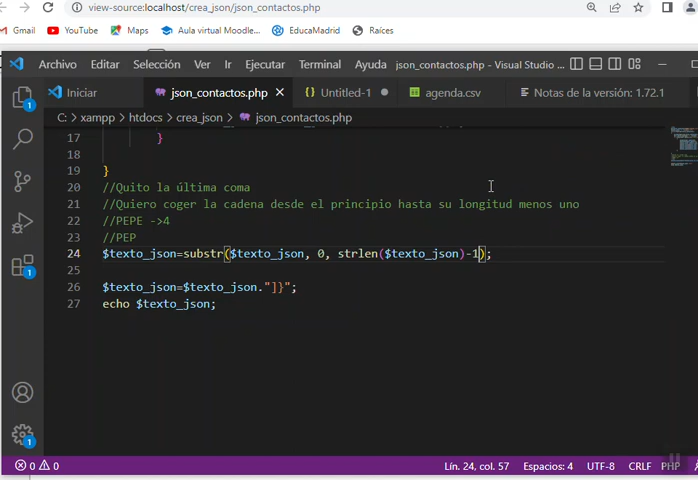 view-source:localhost/crea_json/json_contactos.php
Gmail YouTube Maps Aula virtual Moodle... EducaMadrid Raíces
Archivo Editar Selección Ver Ir Ejecutar Terminal Ayuda json_contactos.php - Visual Studio ...
Iniciar json_contactos.php Untitled-1 agenda.csv Notas de la versión: 1.72.1
C: > xampp > htdocs > crea_json > json_contactos.php
17 }
18
19 }
20 //Quito la última coma
21 //Quiero coger la cadena desde el principio hasta su longitud menos uno
22 //PEPE ->4
23 //PEP
24 $texto_json=substr($texto_json, 0, strlen($texto_json)-1);
25
26 $texto_json=$texto_json."]}";
27 echo $texto_json;
1
1
1
0 0 Lín. 24, col. 57 Espacios: 4 UTF-8 CRLF PHP